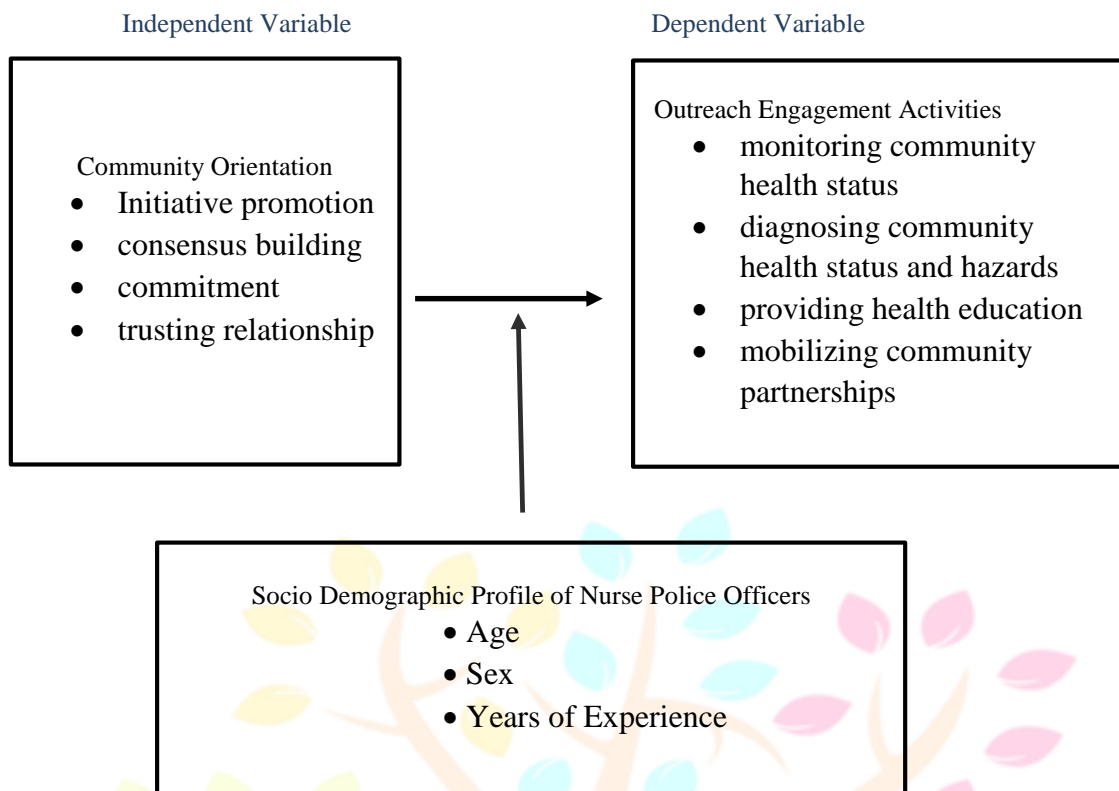 Independent Variable
Dependent Variable
Community Orientation
• Initiative promotion
• consensus building
• commitment
• trusting relationship
Outreach Engagement Activities
• monitoring community
health status
• diagnosing community
health status and hazards
• providing health education
• mobilizing community
partnerships
Socio Demographic Profile of Nurse Police Officers
• Age
• Sex
• Years of Experience